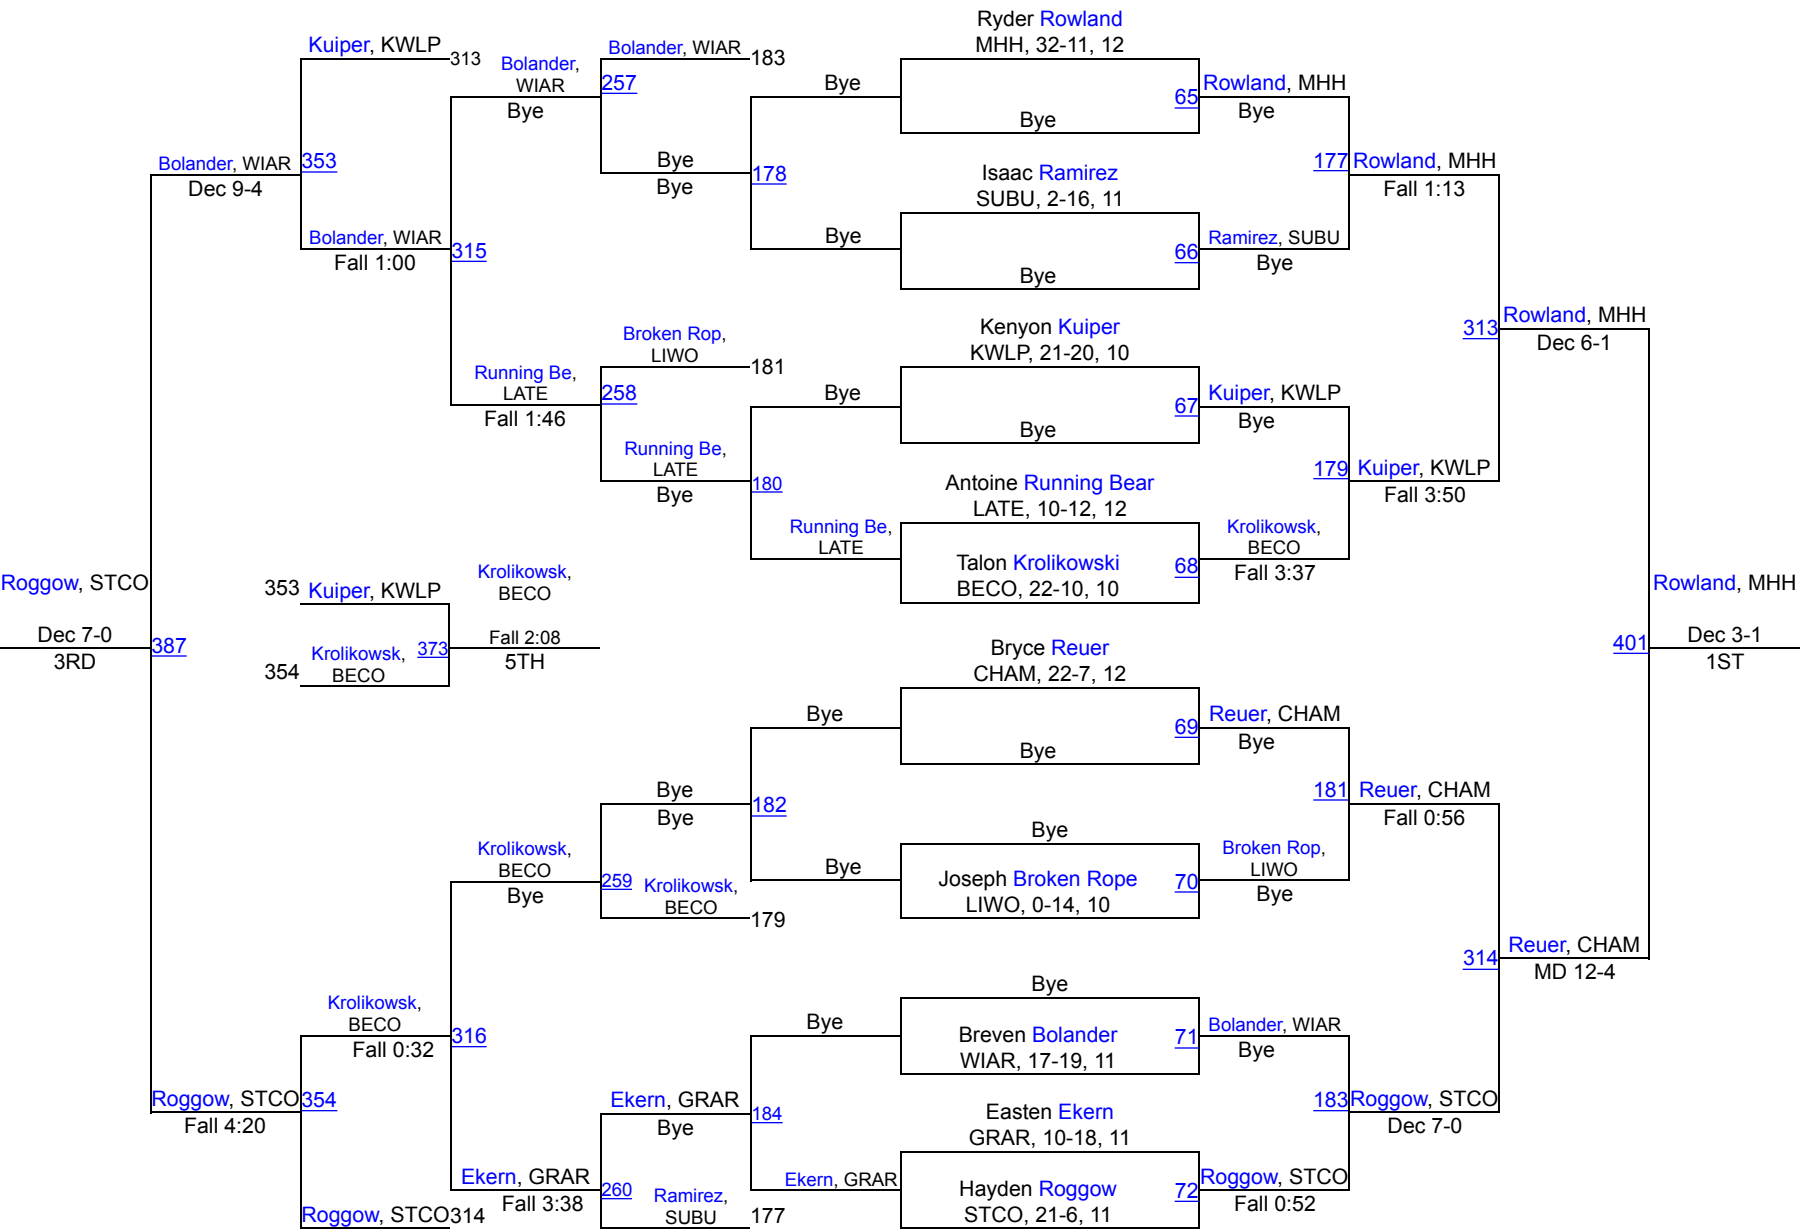 Ryder Rowland
MHH, 32-11, 12
Kuiper, KWLP
313
Bolander,
WIAR
Bye
Bolander, WIAR
183
257
Bye
65
Rowland, MHH
Bye
Bye
Bolander, WIAR
353
Dec 9-4
Bye
Bye
178
Isaac Ramirez
SUBU, 2-16, 11
177
Rowland, MHH
Fall 1:13
Bolander, WIAR
Fall 1:00
315
Bye
Bye
66
Ramirez, SUBU
Bye
Broken Rop,
LIWO
181
Running Be,
LATE
258
Fall 1:46
Kenyon Kuiper
KWLP, 21-20, 10
Bye
67
Kuiper, KWLP
Bye
Bye
313
Rowland, MHH
Dec 6-1
Running Be,
LATE
Bye
180
Antoine Running Bear
LATE, 10-12, 12
179
Kuiper, KWLP
Fall 3:50
Running Be,
LATE
Talon Krolikowski
BECO, 22-10, 10
68
Krolikowsk,
BECO
Fall 3:37
Roggow, STCO
Dec 7-0
3RD
387
353
Kuiper, KWLP
Krolikowsk,
BECO
354
Krolikowsk,
BECO
373
Fall 2:08
5TH
Rowland, MHH
401
Dec 3-1
1ST
Bryce Reuer
CHAM, 22-7, 12
Bye
69
Reuer, CHAM
Bye
Bye
Bye
Bye
182
181
Reuer, CHAM
Fall 0:56
Krolikowsk,
BECO
Bye
259
Krolikowsk,
BECO
179
Bye
Bye
Joseph Broken Rope
LIWO, 0-14, 10
70
Broken Rop,
LIWO
Bye
314
Reuer, CHAM
MD 12-4
Krolikowsk,
BECO
Fall 0:32
316
Bye
Bye
Breven Bolander
WIAR, 17-19, 11
71
Bolander, WIAR
Bye
Roggow, STCO
354
Fall 4:20
Ekern, GRAR
Bye
184
Easten Ekern
GRAR, 10-18, 11
183
Roggow, STCO
Dec 7-0
Ekern, GRAR
Fall 3:38
260
Ramirez,
SUBU
177
Ekern, GRAR
Hayden Roggow
STCO, 21-6, 11
72
Roggow, STCO
Fall 0:52
Roggow, STCO
314